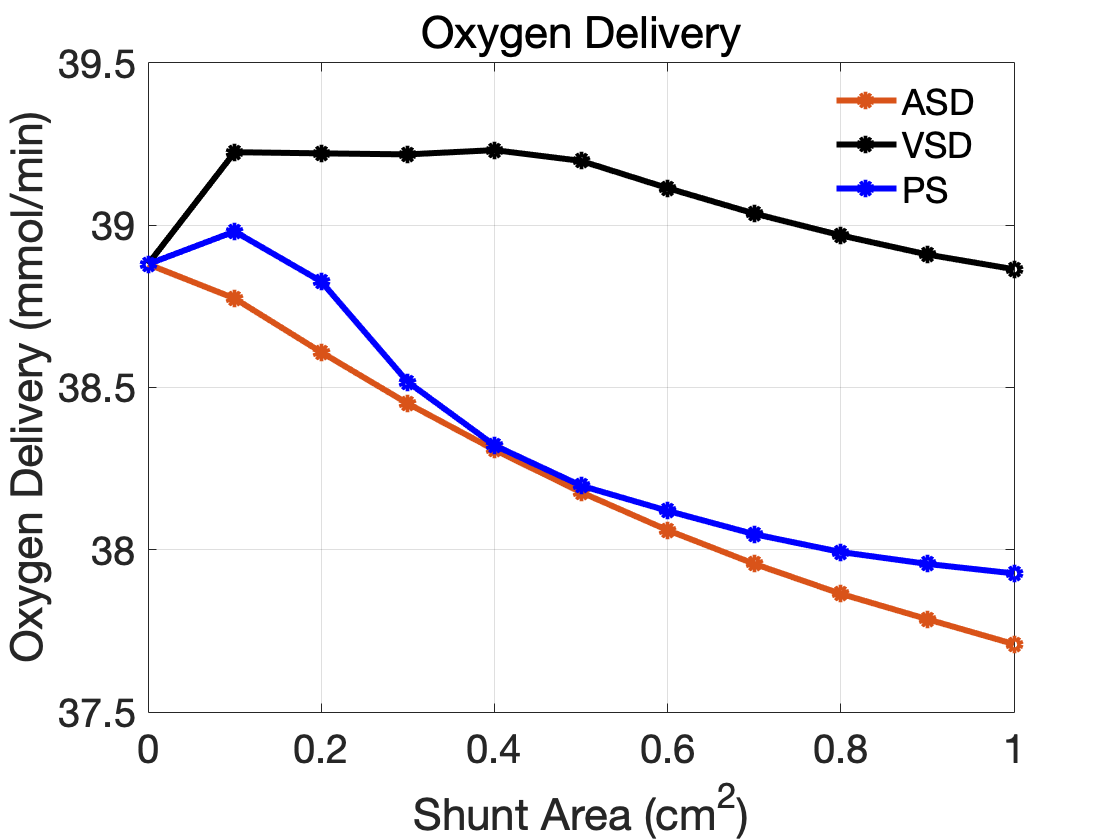 Oxygen Delivery
39.5
39
38.5
38
37.5
Oxygen Delivery (mmol/min)
ASD
VSD
PS
0 0.2 0.4 0.6 0.8 1
Shunt Area (cm²)